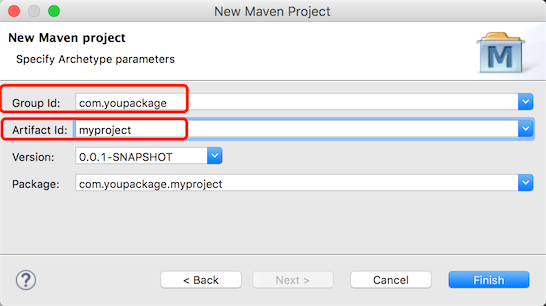 New Maven Project
New Maven project
Specify Archetype parameters
M
Group Id: com.youpackage
Artifact Id: myproject
Version: 0.0.1-SNAPSHOT
Package: com.youpackage.myproject
? < Back Next > Cancel Finish